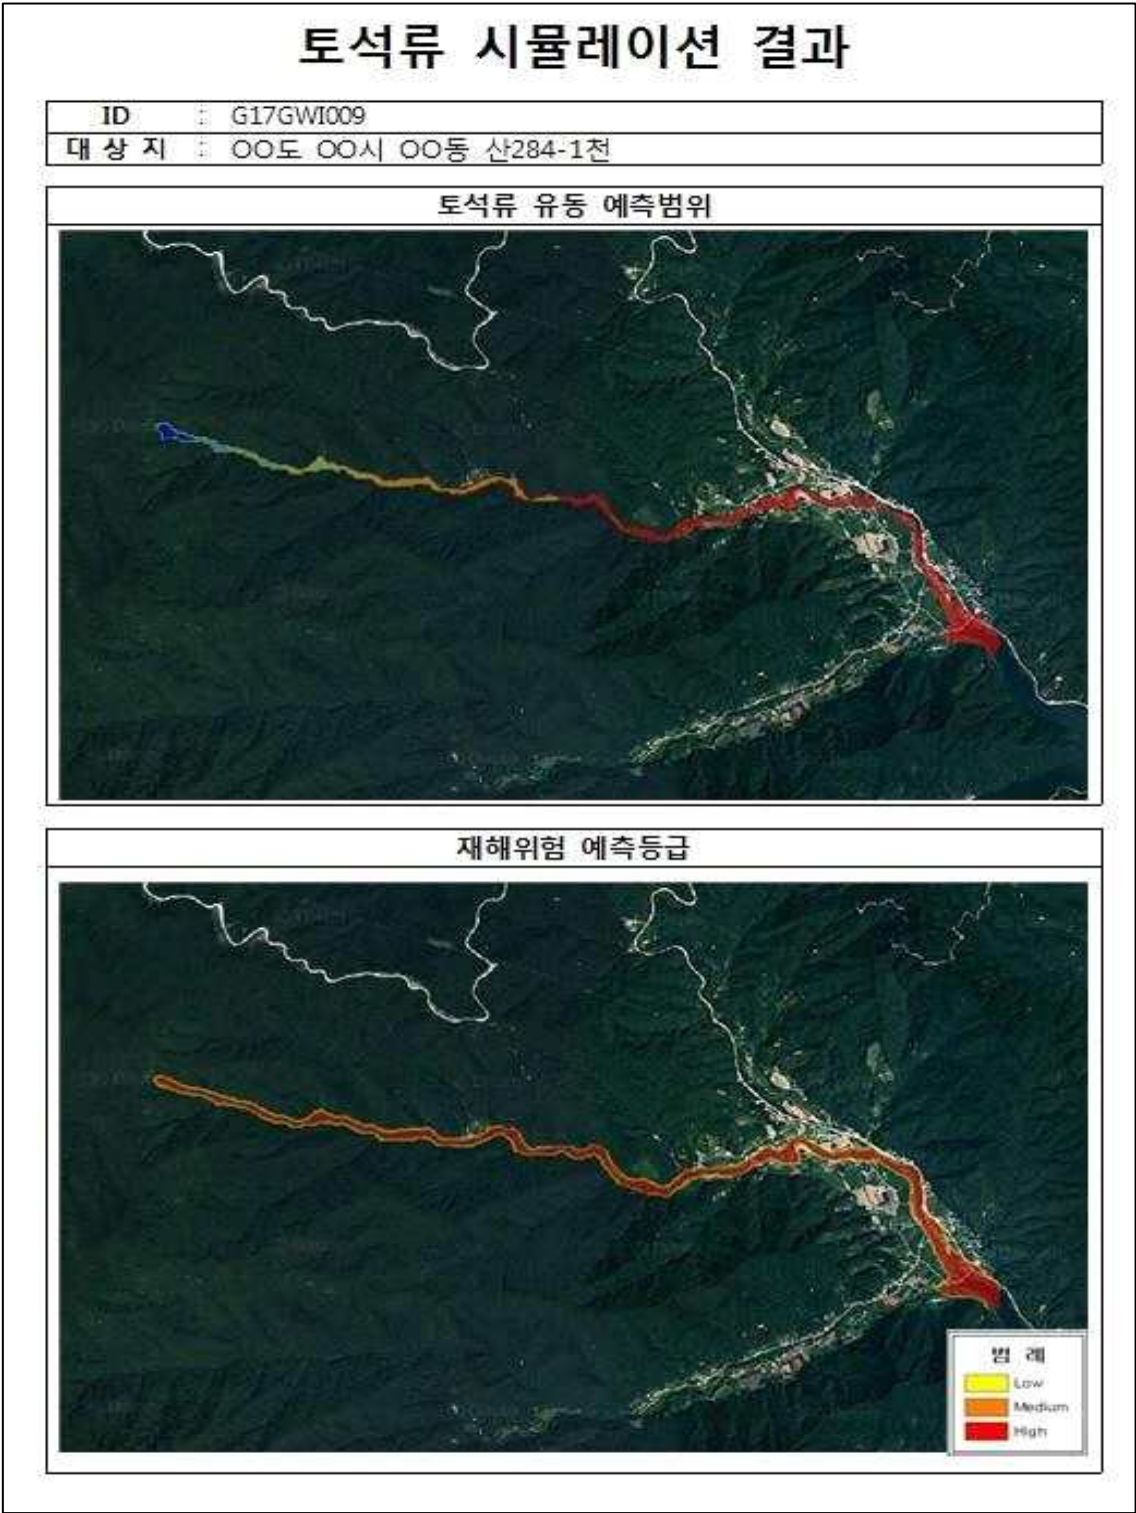 토석류 시뮬레이션 결과
ID : G17GWI009
대 상 지 : OO도 OO시 OO동 산284-1천
토석류 유동 예측범위
재해위험 예측등급
범 례
Low
Medium
High